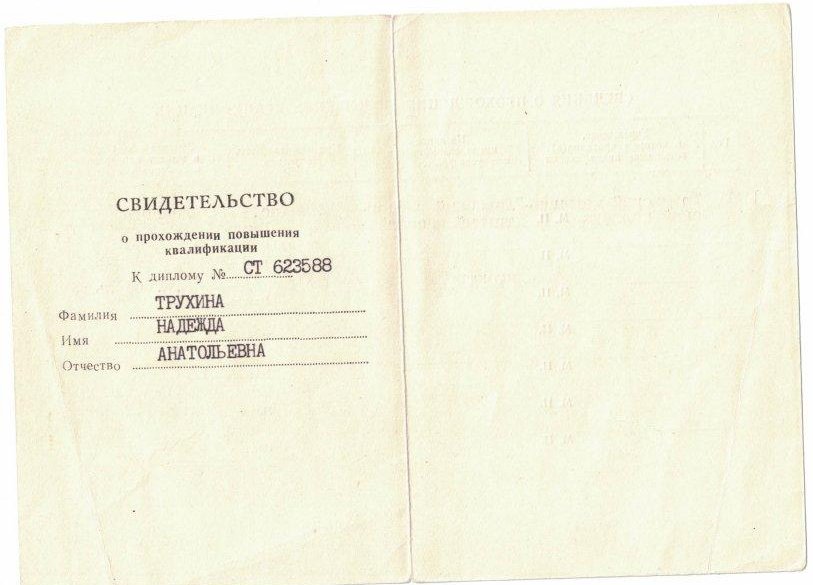 СВИДЕТЕЛЬСТВО
о прохождении повышения
квалификации
К диплому № СТ 623588
Фамилия ТРУХИНА
Имя НАДЕЖДА
Отчество АНАТОЛЬЕВНА